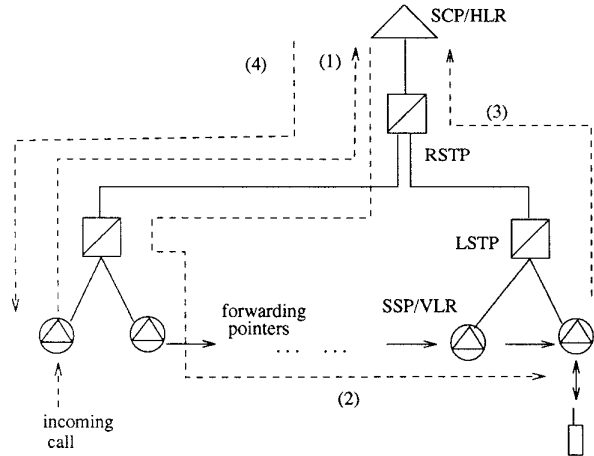 SCP/HLR
(4)
(1)
(3)
RSTP
LSTP
forwarding
pointers
SSP/VLR
... ...
(2)
incoming
call